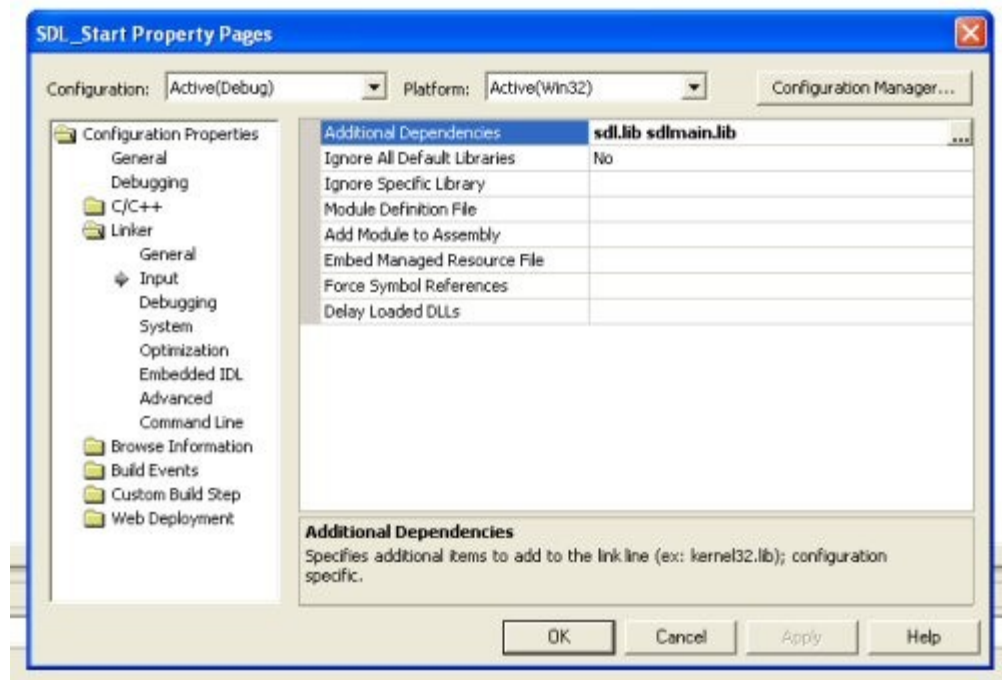 SDL_Start Property Pages
Configuration: Active(Debug) Platform: Active(Win32) Configuration Manager...
Configuration Properties
General
Debugging
C/C++
Linker
General
Input
Debugging
System
Optimization
Embedded IDL
Advanced
Command Line
Browse Information
Build Events
Custom Build Step
Web Deployment
Additional Dependencies sdl.lib sdlmain.lib ...
Ignore All Default Libraries No
Ignore Specific Library
Module Definition File
Add Module to Assembly
Embed Managed Resource File
Force Symbol References
Delay Loaded DLLs
Additional Dependencies
Specifies additional items to add to the link line (ex: kernel32.lib); configuration
specific.
OK Cancel Apply Help